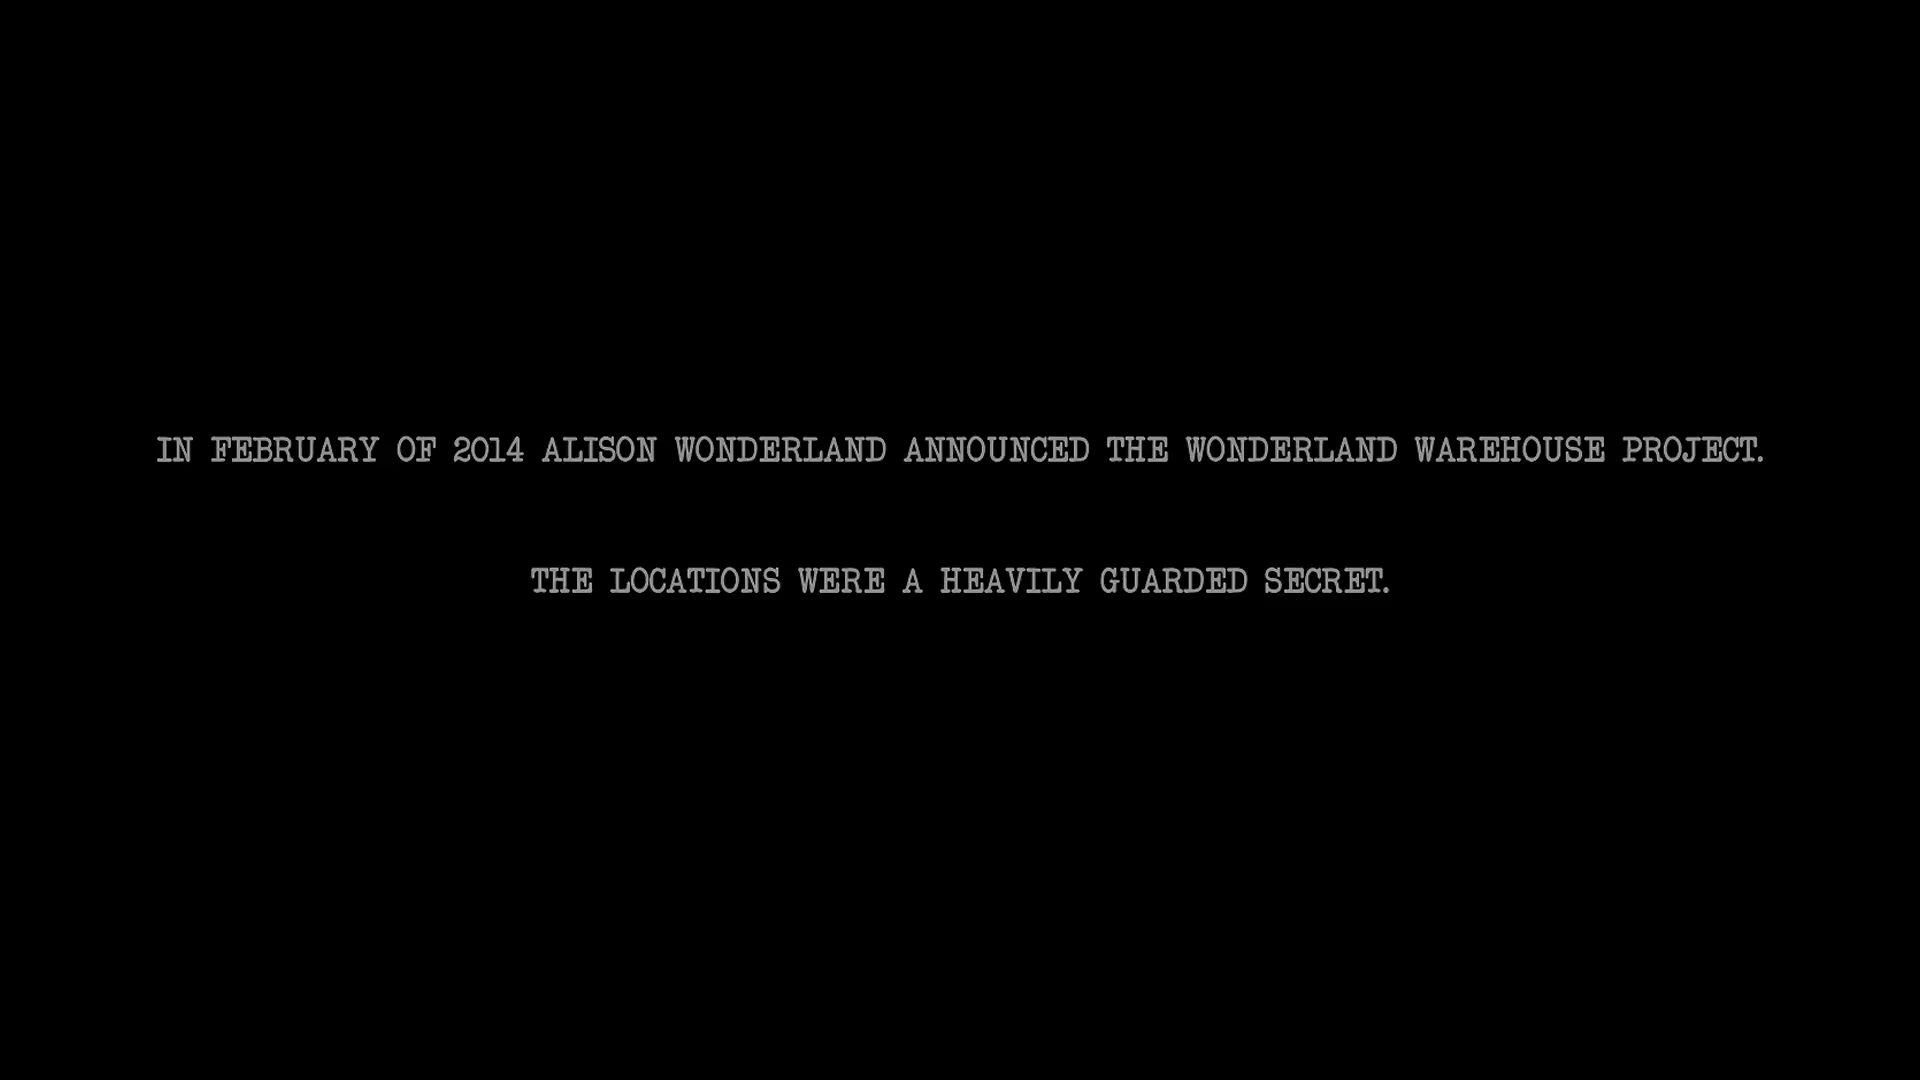 IN FEBRUARY OF 2014 ALISON WONDERLAND ANNOUNCED THE WONDERLAND WAREHOUSE PROJECT.
THE LOCATIONS WERE A HEAVILY GUARDED SECRET.